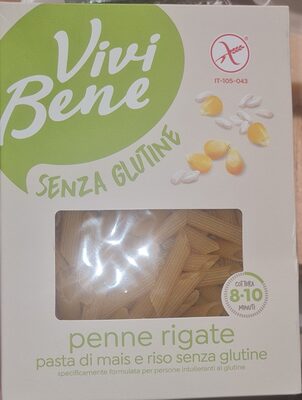 Vivi
Bene
SENZA GLUTINE
IT-105-043
COTTURA
8-10
MINUTI
penne rigate
pasta di mais e riso senza glutine
specificamente formulata per persone intolleranti al glutine